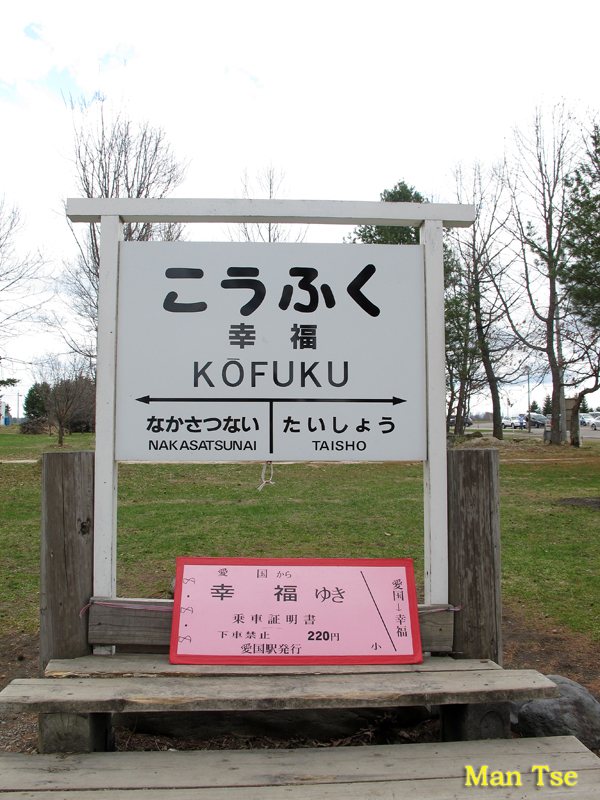 こうふく
幸福
KŌFUKU
なかさつない たいしょう
NAKASATSUNAI TAISHO
愛国から
幸福ゆき
乗車証明書
下車禁止 220円
愛国駅発行 小
愛国→幸福
Man Tse